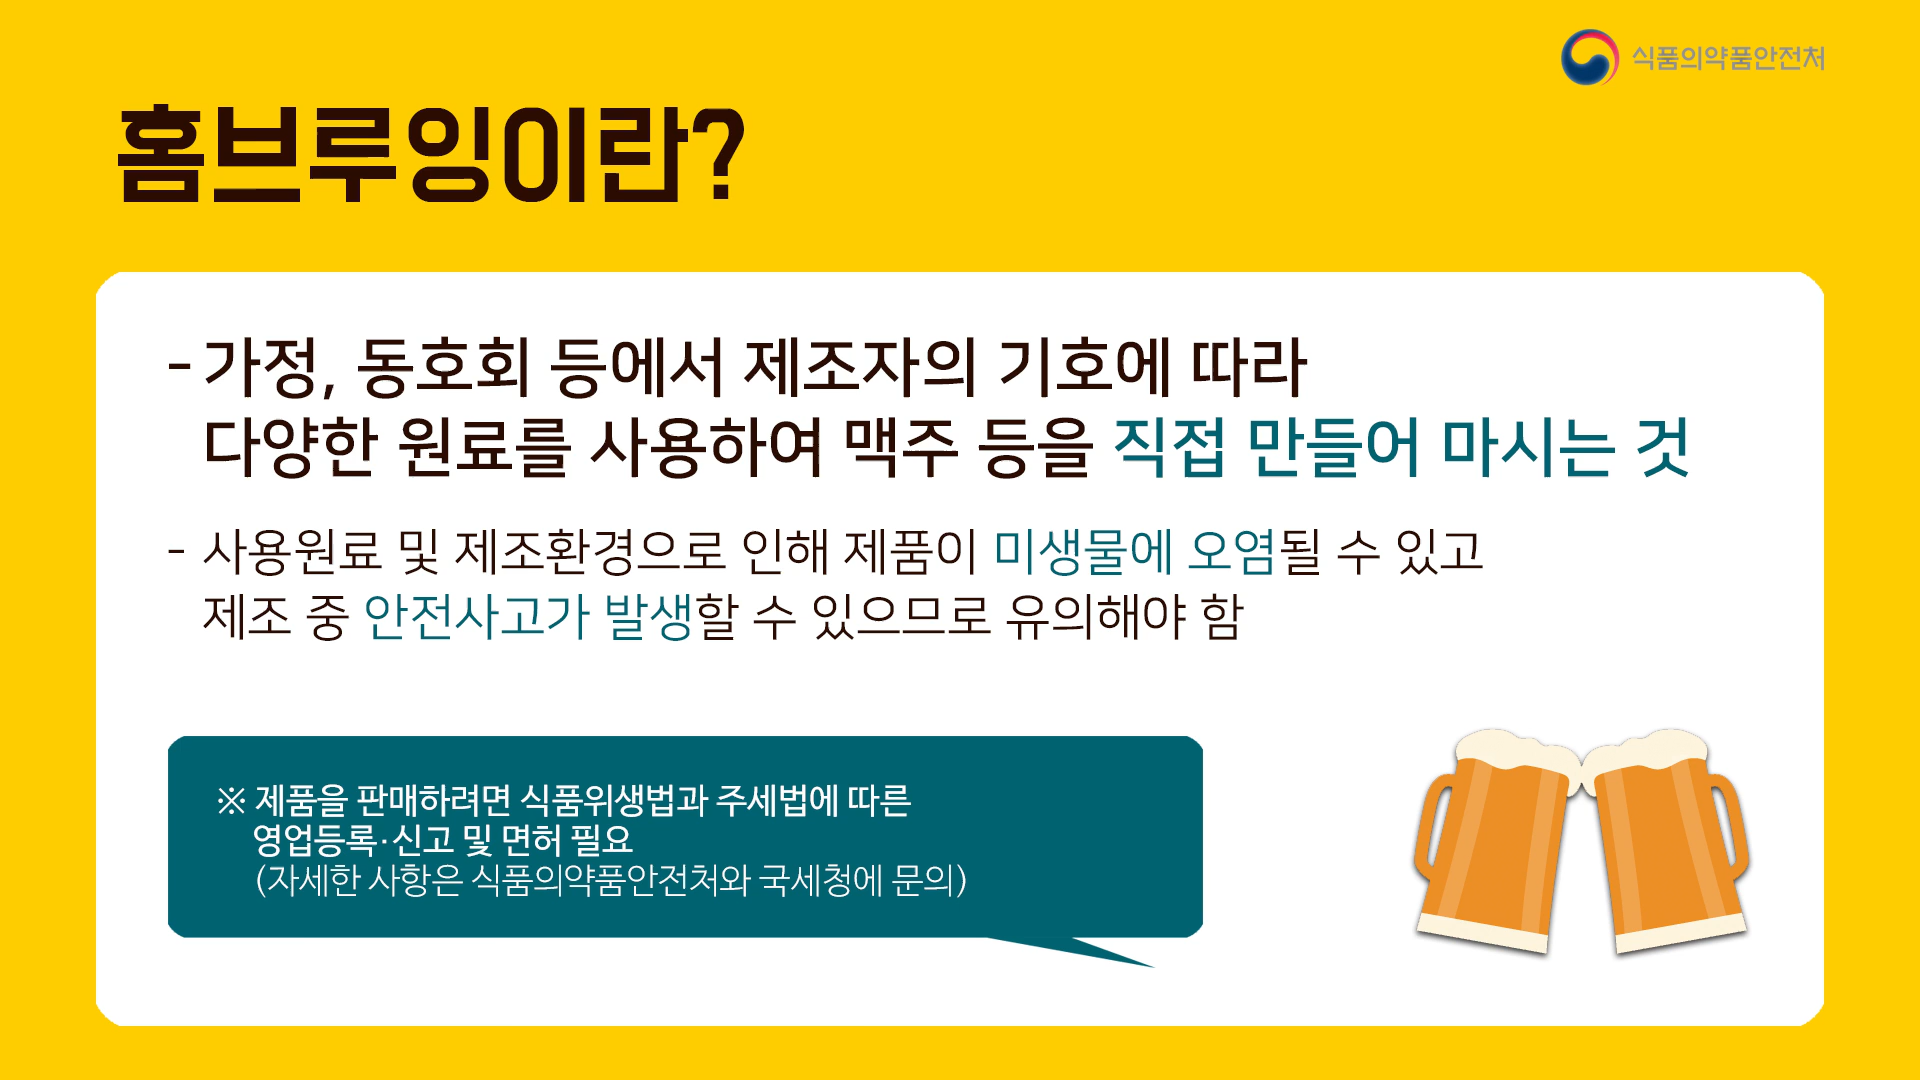 식품의약품안전처
홈브루잉이란?
- 가정, 동호회 등에서 제조자의 기호에 따라
다양한 원료를 사용하여 맥주 등을 직접 만들어 마시는 것
- 사용원료 및 제조환경으로 인해 제품이 미생물에 오염될 수 있고
제조 중 안전사고가 발생할 수 있으므로 유의해야 함
※ 제품을 판매하려면 식품위생법과 주세법에 따른
영업등록·신고 및 면허 필요
(자세한 사항은 식품의약품안전처와 국세청에 문의)